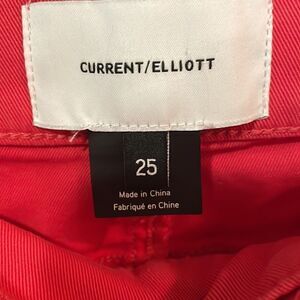 CURRENT/ELLIOTT
25
Made in China
Fabriqué en Chine